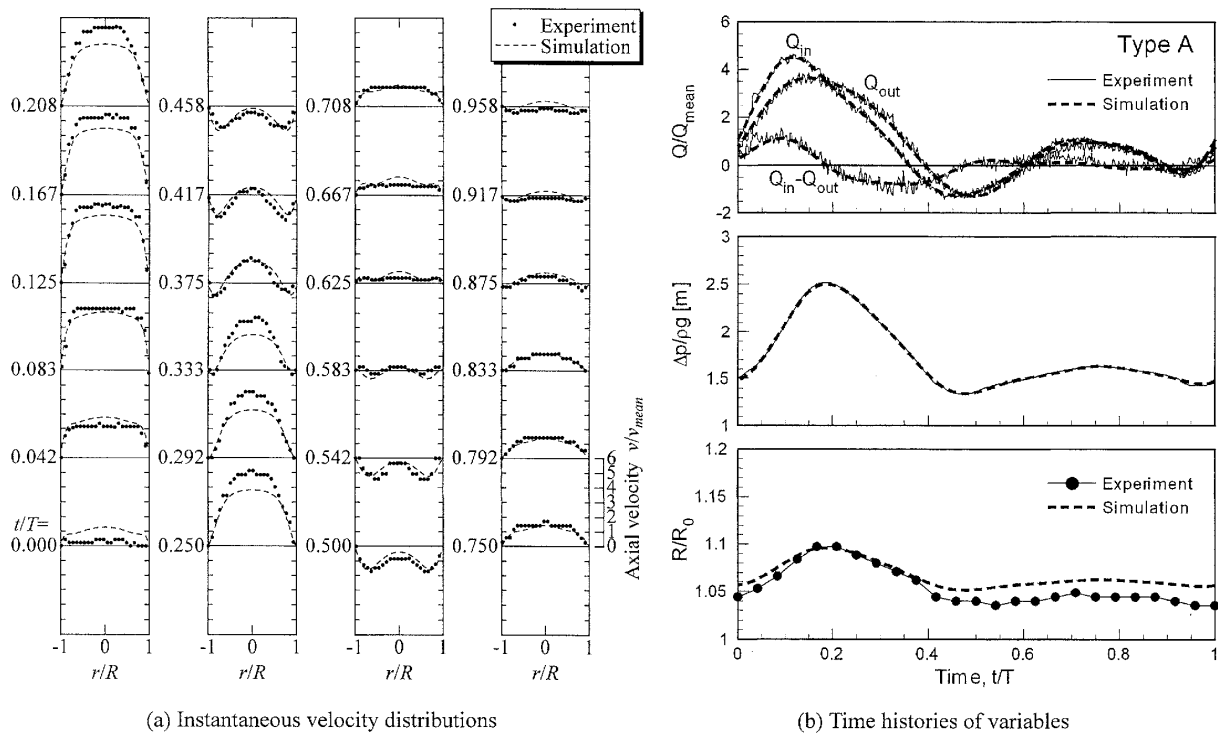 Experiment
Simulation
0.208 0.458 0.708 0.958
0.167 0.417 0.667 0.917
0.125 0.375 0.625 0.875
0.083 0.333 0.583 0.833
0.042 0.292 0.542 0.792
t/T=
0.000 0.250 0.500 0.750
6
5
4
3
2
1
0
Axial velocity v/v_mean
-1 0 1 -1 0 1 -1 0 1 -1 0 1
r/R r/R r/R r/R
(a) Instantaneous velocity distributions
Type A
Experiment
Simulation
Q_in
Q_out
Q_in-Q_out
Q/Q_mean
6
4
2
0
-2
Δp/ρg [m]
3
2.5
2
1.5
1
Experiment
Simulation
R/R_0
1.2
1.15
1.1
1.05
1
0 0.2 0.4 0.6 0.8 1
Time, t/T
(b) Time histories of variables